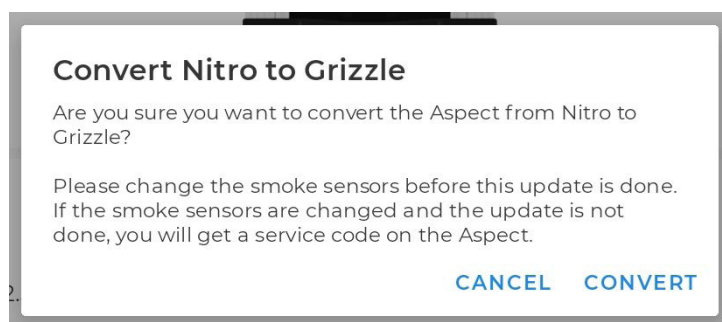 Convert Nitro to Grizzle
Are you sure you want to convert the Aspect from Nitro to
Grizzle?
Please change the smoke sensors before this update is done.
If the smoke sensors are changed and the update is not
done, you will get a service code on the Aspect.
2.
CANCEL CONVERT